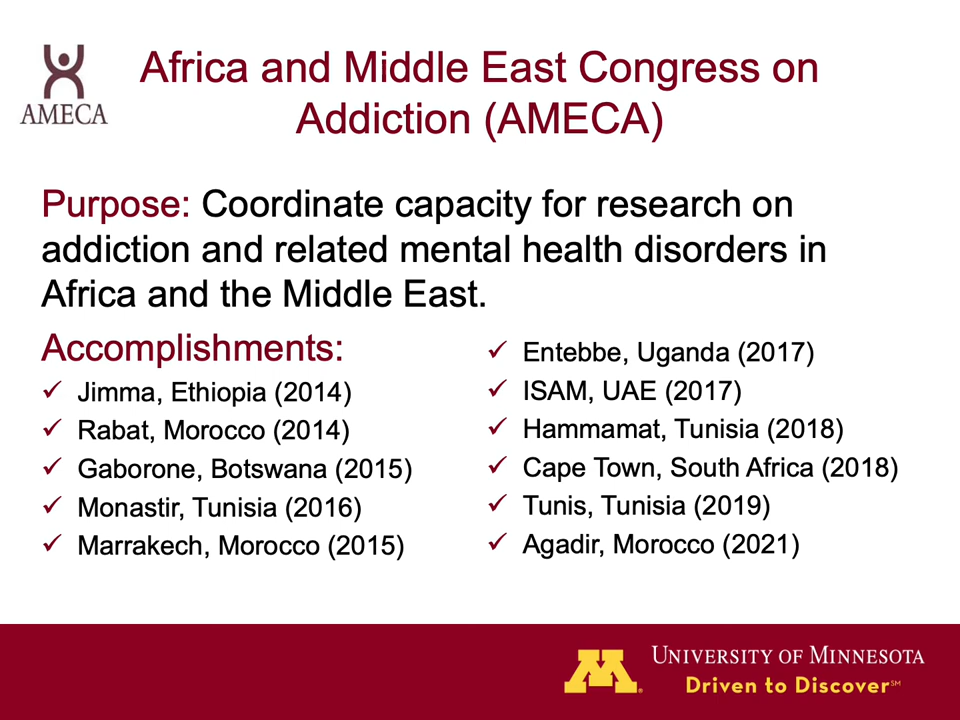 AMECA
Africa and Middle East Congress on
Addiction (AMECA)
Purpose: Coordinate capacity for research on
addiction and related mental health disorders in
Africa and the Middle East.
Accomplishments:
✓ Jimma, Ethiopia (2014)
✓ Rabat, Morocco (2014)
✓ Gaborone, Botswana (2015)
✓ Monastir, Tunisia (2016)
✓ Marrakech, Morocco (2015)
✓ Entebbe, Uganda (2017)
✓ ISAM, UAE (2017)
✓ Hammamat, Tunisia (2018)
✓ Cape Town, South Africa (2018)
✓ Tunis, Tunisia (2019)
✓ Agadir, Morocco (2021)
M
UNIVERSITY OF MINNESOTA
Driven to Discover℠